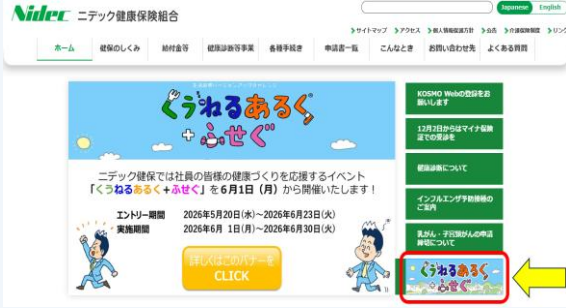 Nidec ニデック健康保険組合
Japanese English
サイトマップ アクセス 個人情報保護方針 公告 介護保険制度 リンク
ホーム 健保のしくみ 給付金等 健康診断等事業 各種手続き 申請書一覧 こんなとき お問い合わせ先 よくある質問
くうねるあるく
+ふせぐ
ニデック健保では社員の皆様の健康づくりを応援するイベント
「くうねるあるく+ふせぐ」を6月1日(月)から開催いたします!
エントリー期間 2026年5月20日(水)~2026年6月23日(火)
実施期間 2026年6月 1日(月)~2026年6月30日(火)
詳しくはこのバナーを
CLICK
KOSMO Webの登録をお
願いします
12月2日からはマイナ保険
証での受診を
健康診断について
インフルエンザ予防接種の
ご案内
乳がん・子宮頸がんの申請
締切について
くうねるあるく
+ふせぐ